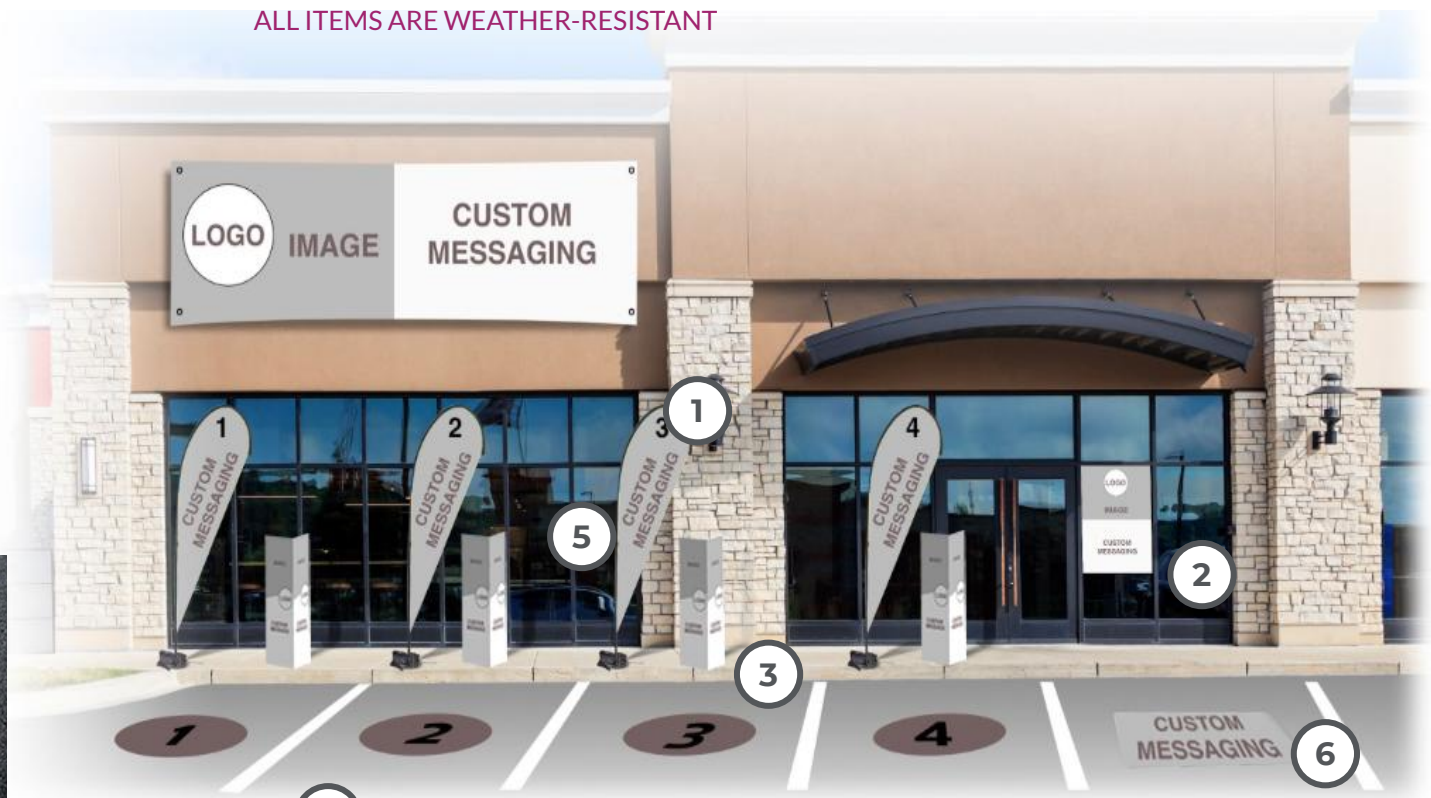 ALL ITEMS ARE WEATHER-RESISTANT
LOGO
IMAGE
CUSTOM
MESSAGING
1
1
CUSTOM
MESSAGING
2
CUSTOM
MESSAGING
3
CUSTOM
MESSAGING
4
CUSTOM
MESSAGING
LOGO
IMAGE
CUSTOM
MESSAGING
5
2
3
1
2
3
4
CUSTOM
MESSAGING
6